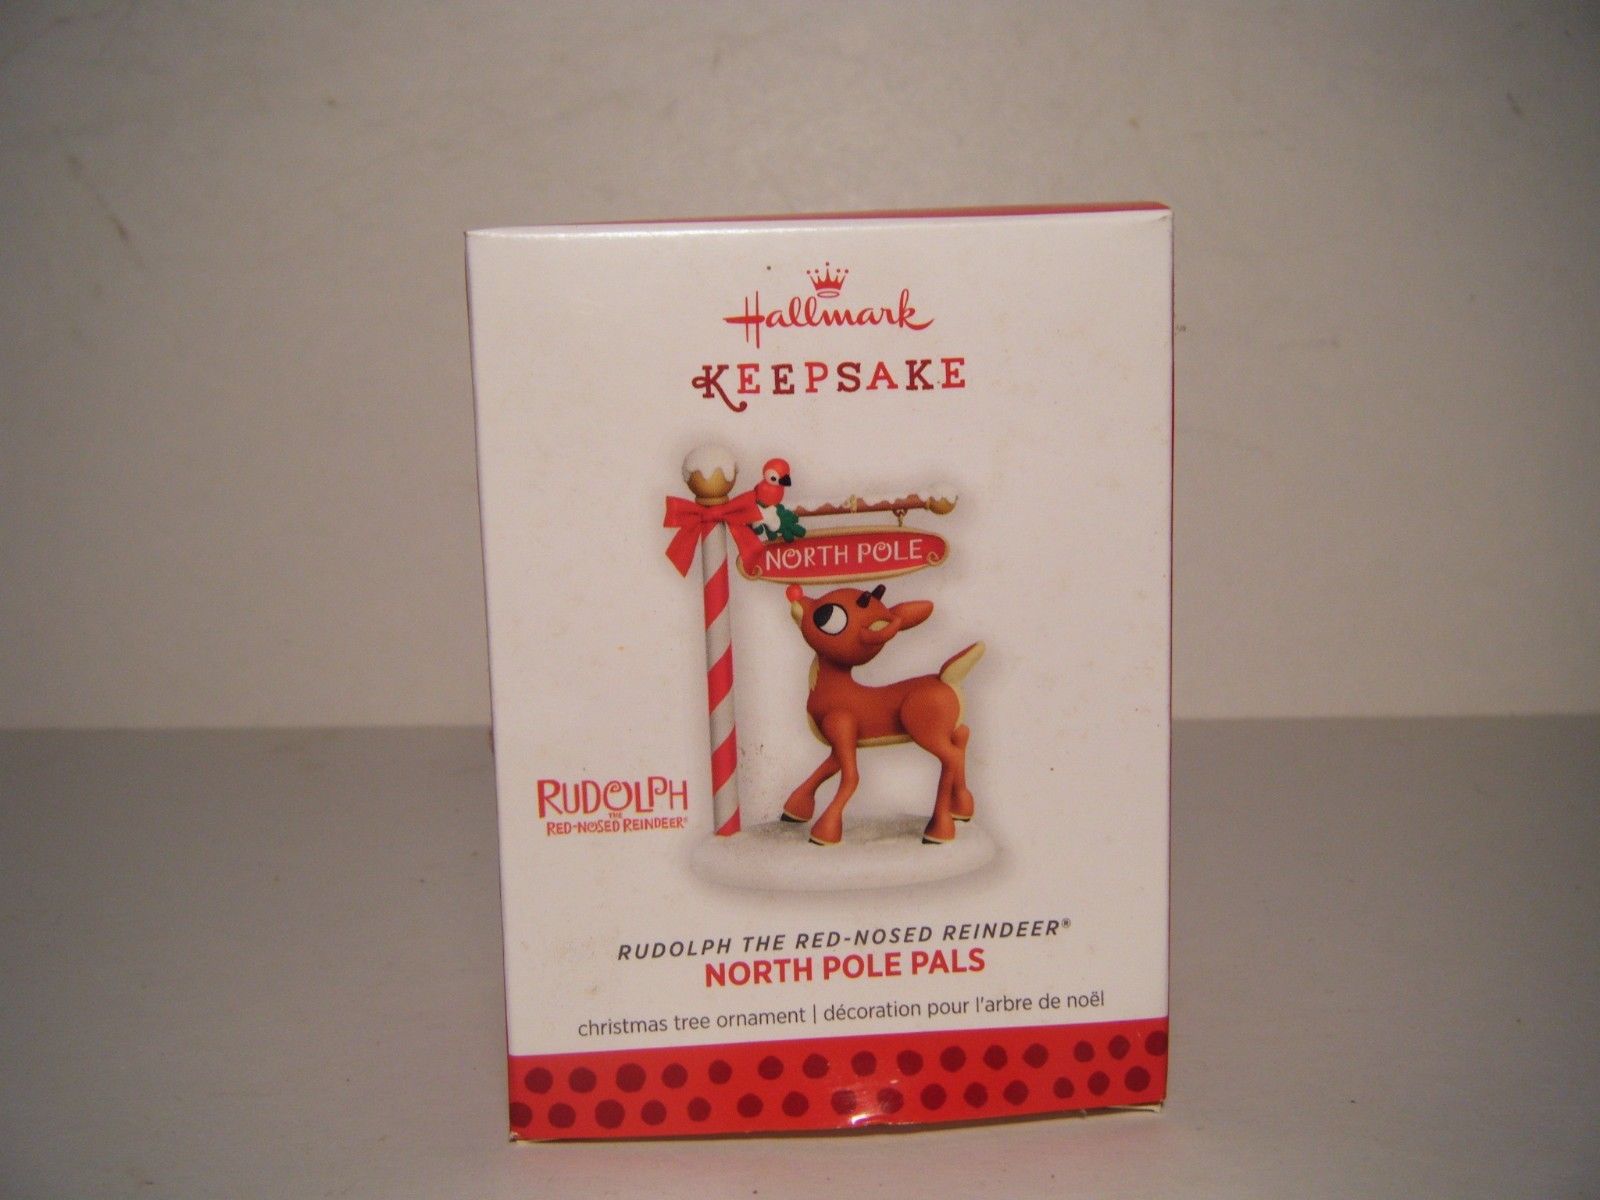 Hallmark
KEEPSAKE
NORTH POLE
RUDOLPH
THE
RED-NOSED REINDEER®
RUDOLPH THE RED-NOSED REINDEER®
NORTH POLE PALS
christmas tree ornament | décoration pour l'arbre de noël